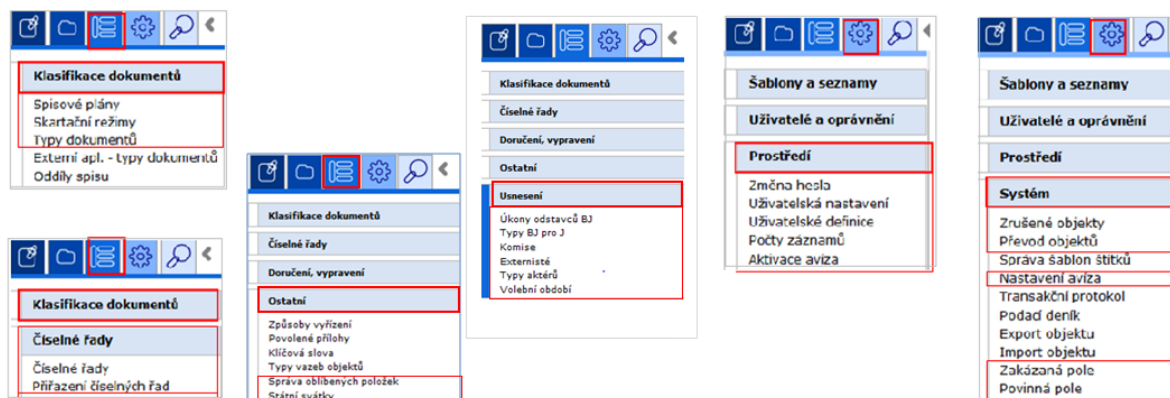 Klasifikace dokumentů
Spisové plány
Skartační režimy
Typy dokumentů
Externí apl. - typy dokumentů
Oddíly spisu
Klasifikace dokumentů
Číselné řady
Číselné řady
Přiřazení číselných řad
Klasifikace dokumentů
Číselné řady
Doručení, vypravení
Ostatní
Způsoby vyřízení
Povolené přílohy
Klíčová slova
Typy vazeb objektů
Správa oblíbených položek
Státní svátky
Klasifikace dokumentů
Číselné řady
Doručení, vypravení
Ostatní
Usnesení
Úkony odstavců BJ
Typy BJ pro J
Komise
Externisté
Typy aktérů
Volební období
Šablony a seznamy
Uživatelé a oprávnění
Prostředí
Změna hesla
Uživatelská nastavení
Uživatelské definice
Počty záznamů
Aktivace avíza
Šablony a seznamy
Uživatelé a oprávnění
Prostředí
Systém
Zrušené objekty
Převod objektů
Správa šablon štítků
Nastavení avíza
Transakční protokol
Podací deník
Export objektu
Import objektu
Zakázaná pole
Povinná pole